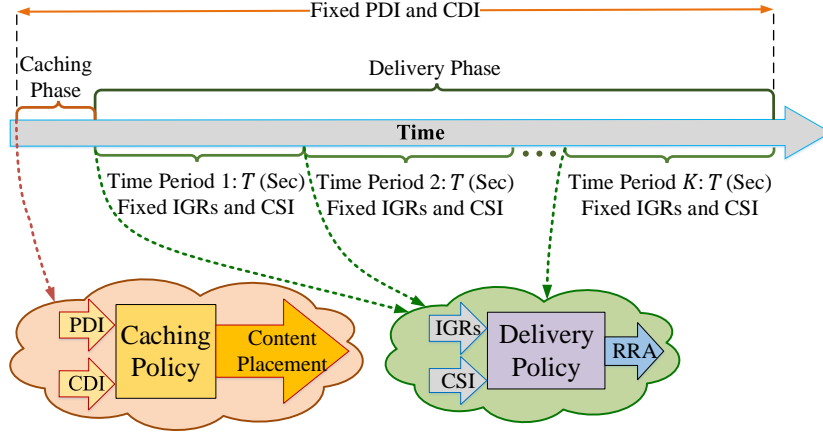 Fixed PDI and CDI
Caching
Phase
Delivery Phase
Time
Time Period 1: T (Sec)
Fixed IGRs and CSI
Time Period 2: T (Sec)
Fixed IGRs and CSI
Time Period K: T (Sec)
Fixed IGRs and CSI
PDI
CDI
Caching
Policy
Content
Placement
IGRs
CSI
Delivery
Policy
RRA